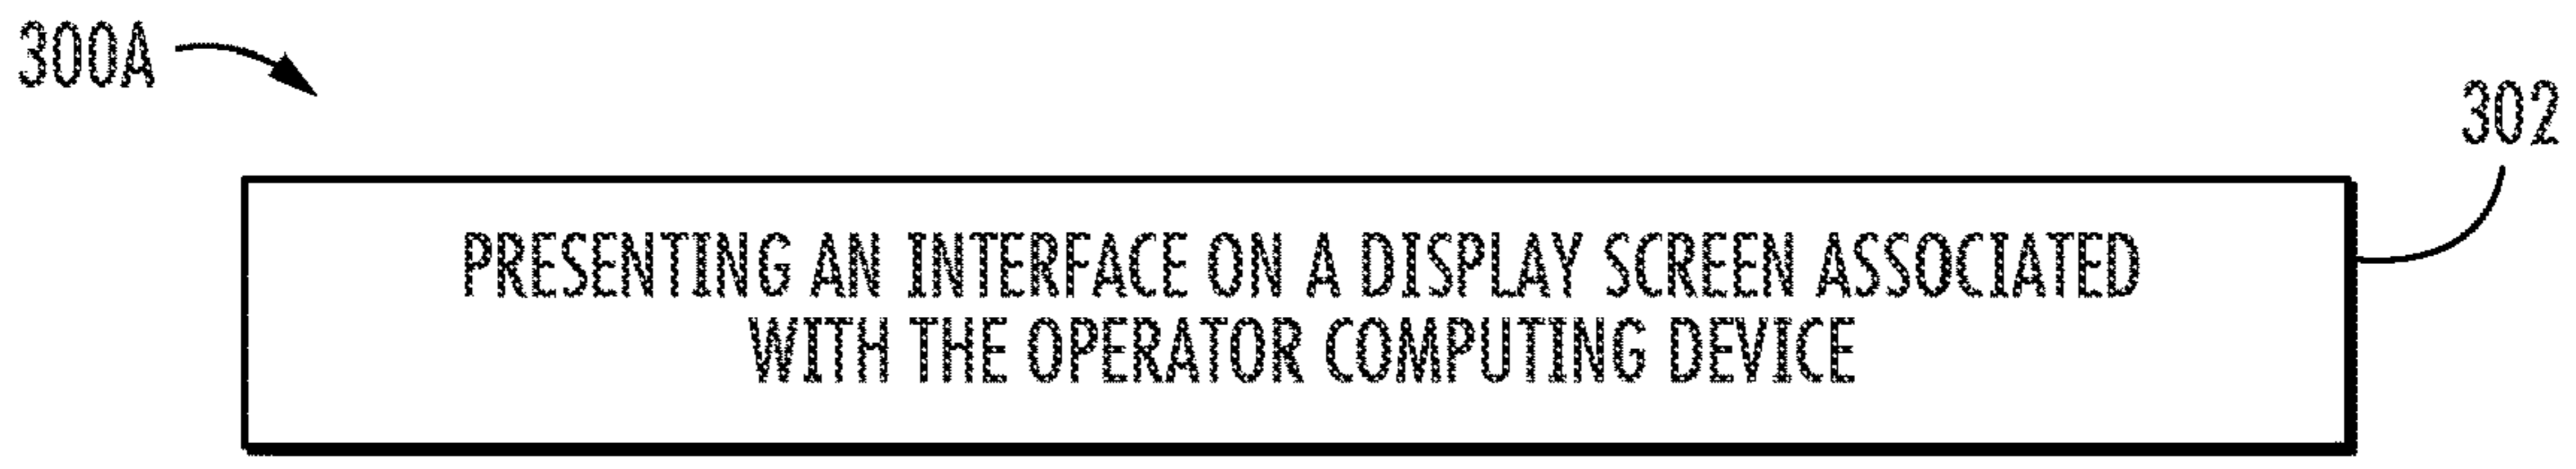 300A
302
PRESENTING AN INTERFACE ON A DISPLAY SCREEN ASSOCIATED
WITH THE OPERATOR COMPUTING DEVICE